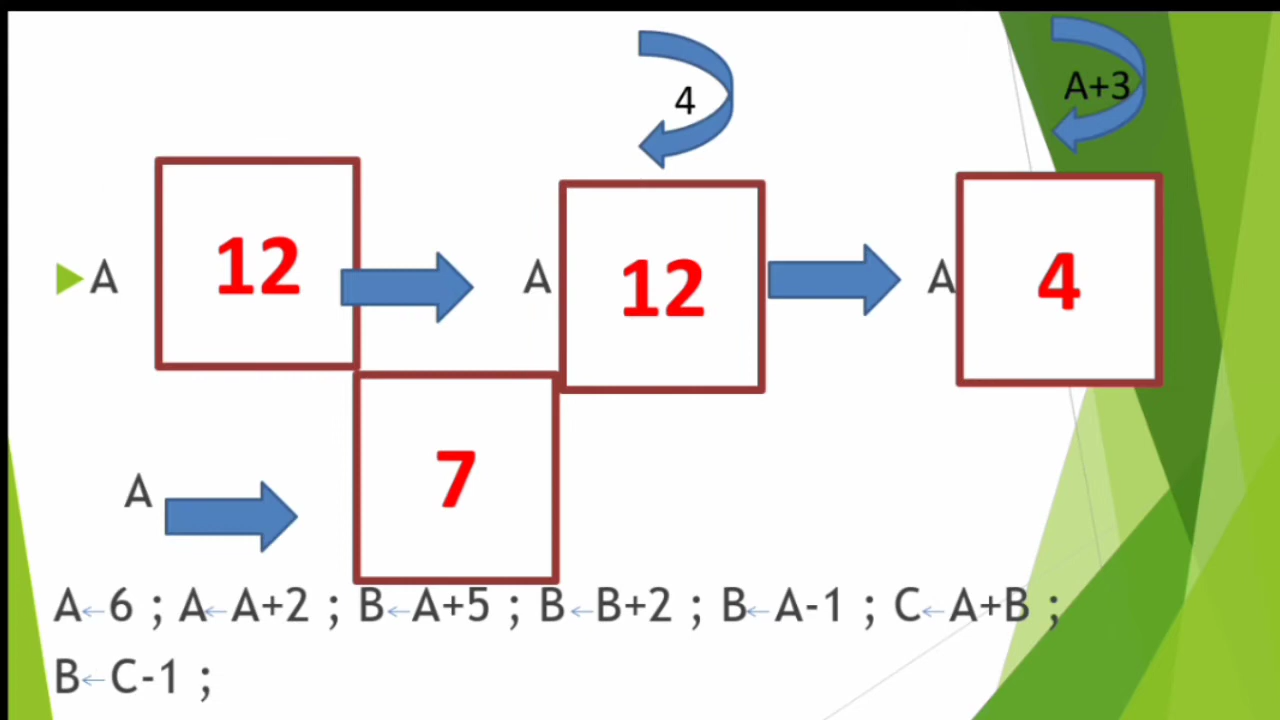 4
A+3
A 12 A 12 A 4
A 7
A←6 ; A←A+2 ; B←A+5 ; B←B+2 ; B←A-1 ; C←A+B ;
B←C-1 ;